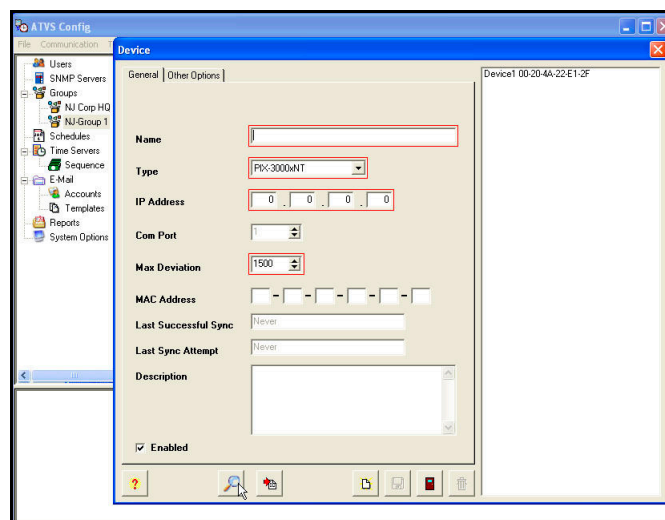 ATVS Config
File Communication T
Device
Users
SNMP Servers
Groups
NJ Corp HQ
NJ-Group 1
Schedules
Time Servers
Sequence
E-Mail
Accounts
Templates
Reports
System Options
General
Other Options
Name
Type
PIX-3000xNT
IP Address
0 . 0 . 0 . 0
Com Port
1
Max Deviation
1500
MAC Address
- - - - -
Last Successful Sync
Never
Last Sync Attempt
Never
Description
Enabled
?
Device1 00-20-4A-22-E1-2F